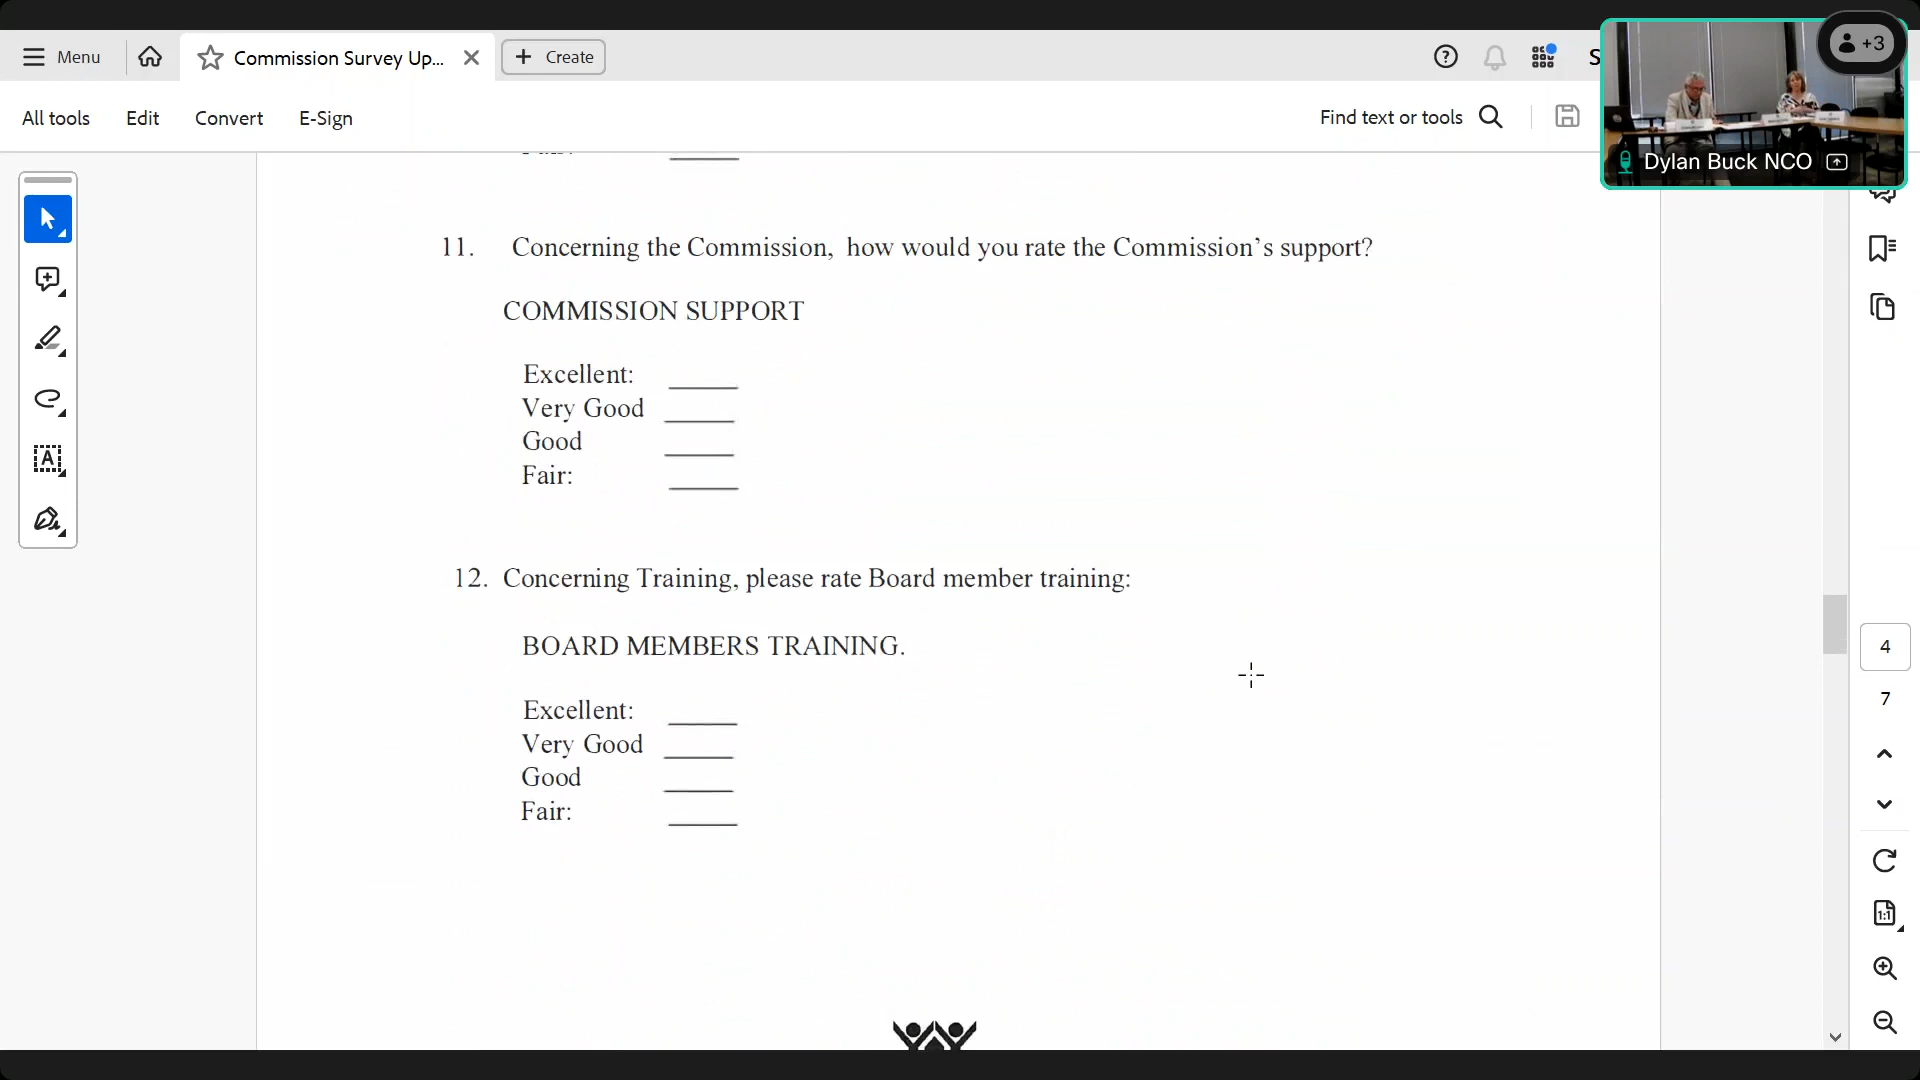 Menu
Commission Survey Up...
Create
+3
All tools
Edit
Convert
E-Sign
Find text or tools
Dylan Buck NCO
11. Concerning the Commission, how would you rate the Commission’s support?
COMMISSION SUPPORT
Excellent: _____
Very Good _____
Good _____
Fair: _____
12. Concerning Training, please rate Board member training:
BOARD MEMBERS TRAINING.
Excellent: _____
Very Good _____
Good _____
Fair: _____
4
7
1:1